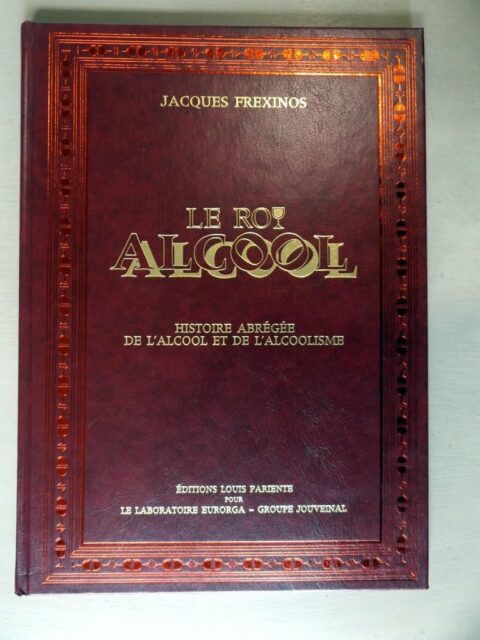 JACQUES FREXINOS
LE ROI
ALCOOL
HISTOIRE ABRÉGÉE
DE L'ALCOOL ET DE L'ALCOOLISME
ÉDITIONS LOUIS PARIENTE
POUR
LE LABORATOIRE EURORGA – GROUPE JOUVEINAL